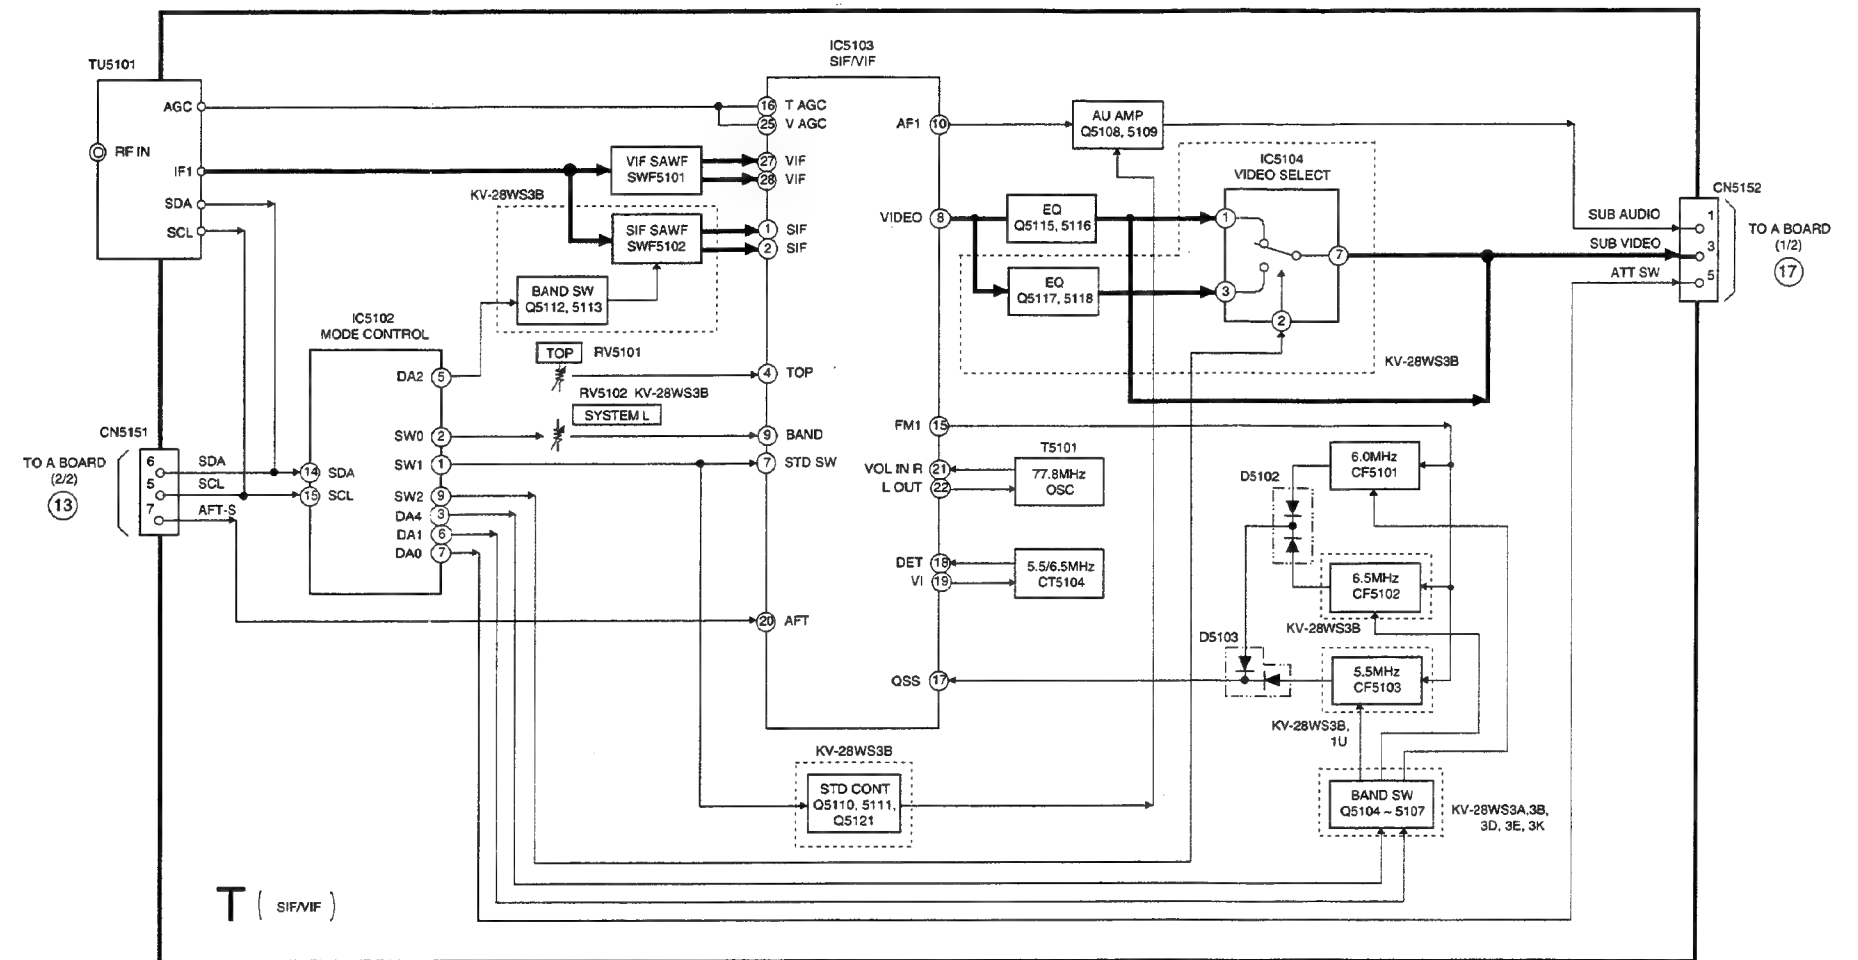 IC5103
SIF/VIF
TU5101
AGC
RF IN
IF1
SDA
SCL
16 T AGC
25 V AGC
VIF SAWF
SWF5101
27 VIF
28 VIF
KV-28WS3B
SIF SAWF
SWF5102
1 SIF
2 SIF
BAND SW
Q5112, 5113
IC5102
MODE CONTROL
TOP RV5101
DA2 5
4 TOP
RV5102 KV-28WS3B
SYSTEM L
SW0 2
9 BAND
SW1 1
7 STD SW
SW2 9
DA4 3
DA1 6
DA0 7
14 SDA
15 SCL
CN5151
TO A BOARD
(2/2)
13
6 SDA
5 SCL
7 AFT-S
20 AFT
AF1 10
AU AMP
Q5108, 5109
VIDEO 8
EQ
Q5115, 5116
EQ
Q5117, 5118
IC5104
VIDEO SELECT
1
3
7
2
KV-28WS3B
CN5152
SUB AUDIO 1
SUB VIDEO 3
ATT SW 5
TO A BOARD
(1/2)
17
FM1 15
T5101
VOL IN R 21
L OUT 22
77.8MHz
OSC
DET 18
VI 19
5.5/6.5MHz
CT5104
D5102
6.0MHz
CF5101
6.5MHz
CF5102
KV-28WS3B
D5103
5.5MHz
CF5103
QSS 17
KV-28WS3B,
1U
KV-28WS3B
STD CONT
Q5110, 5111,
Q5121
BAND SW
Q5104 ~ 5107
KV-28WS3A,3B,
3D, 3E, 3K
T ( SIF/VIF )